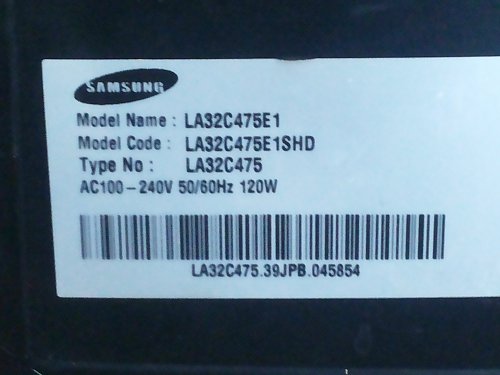 SAMSUNG
Model Name : LA32C475E1
Model Code : LA32C475E1SHD
Type No : LA32C475
AC100-240V 50/60Hz 120W
LA32C475.39JPB.045854